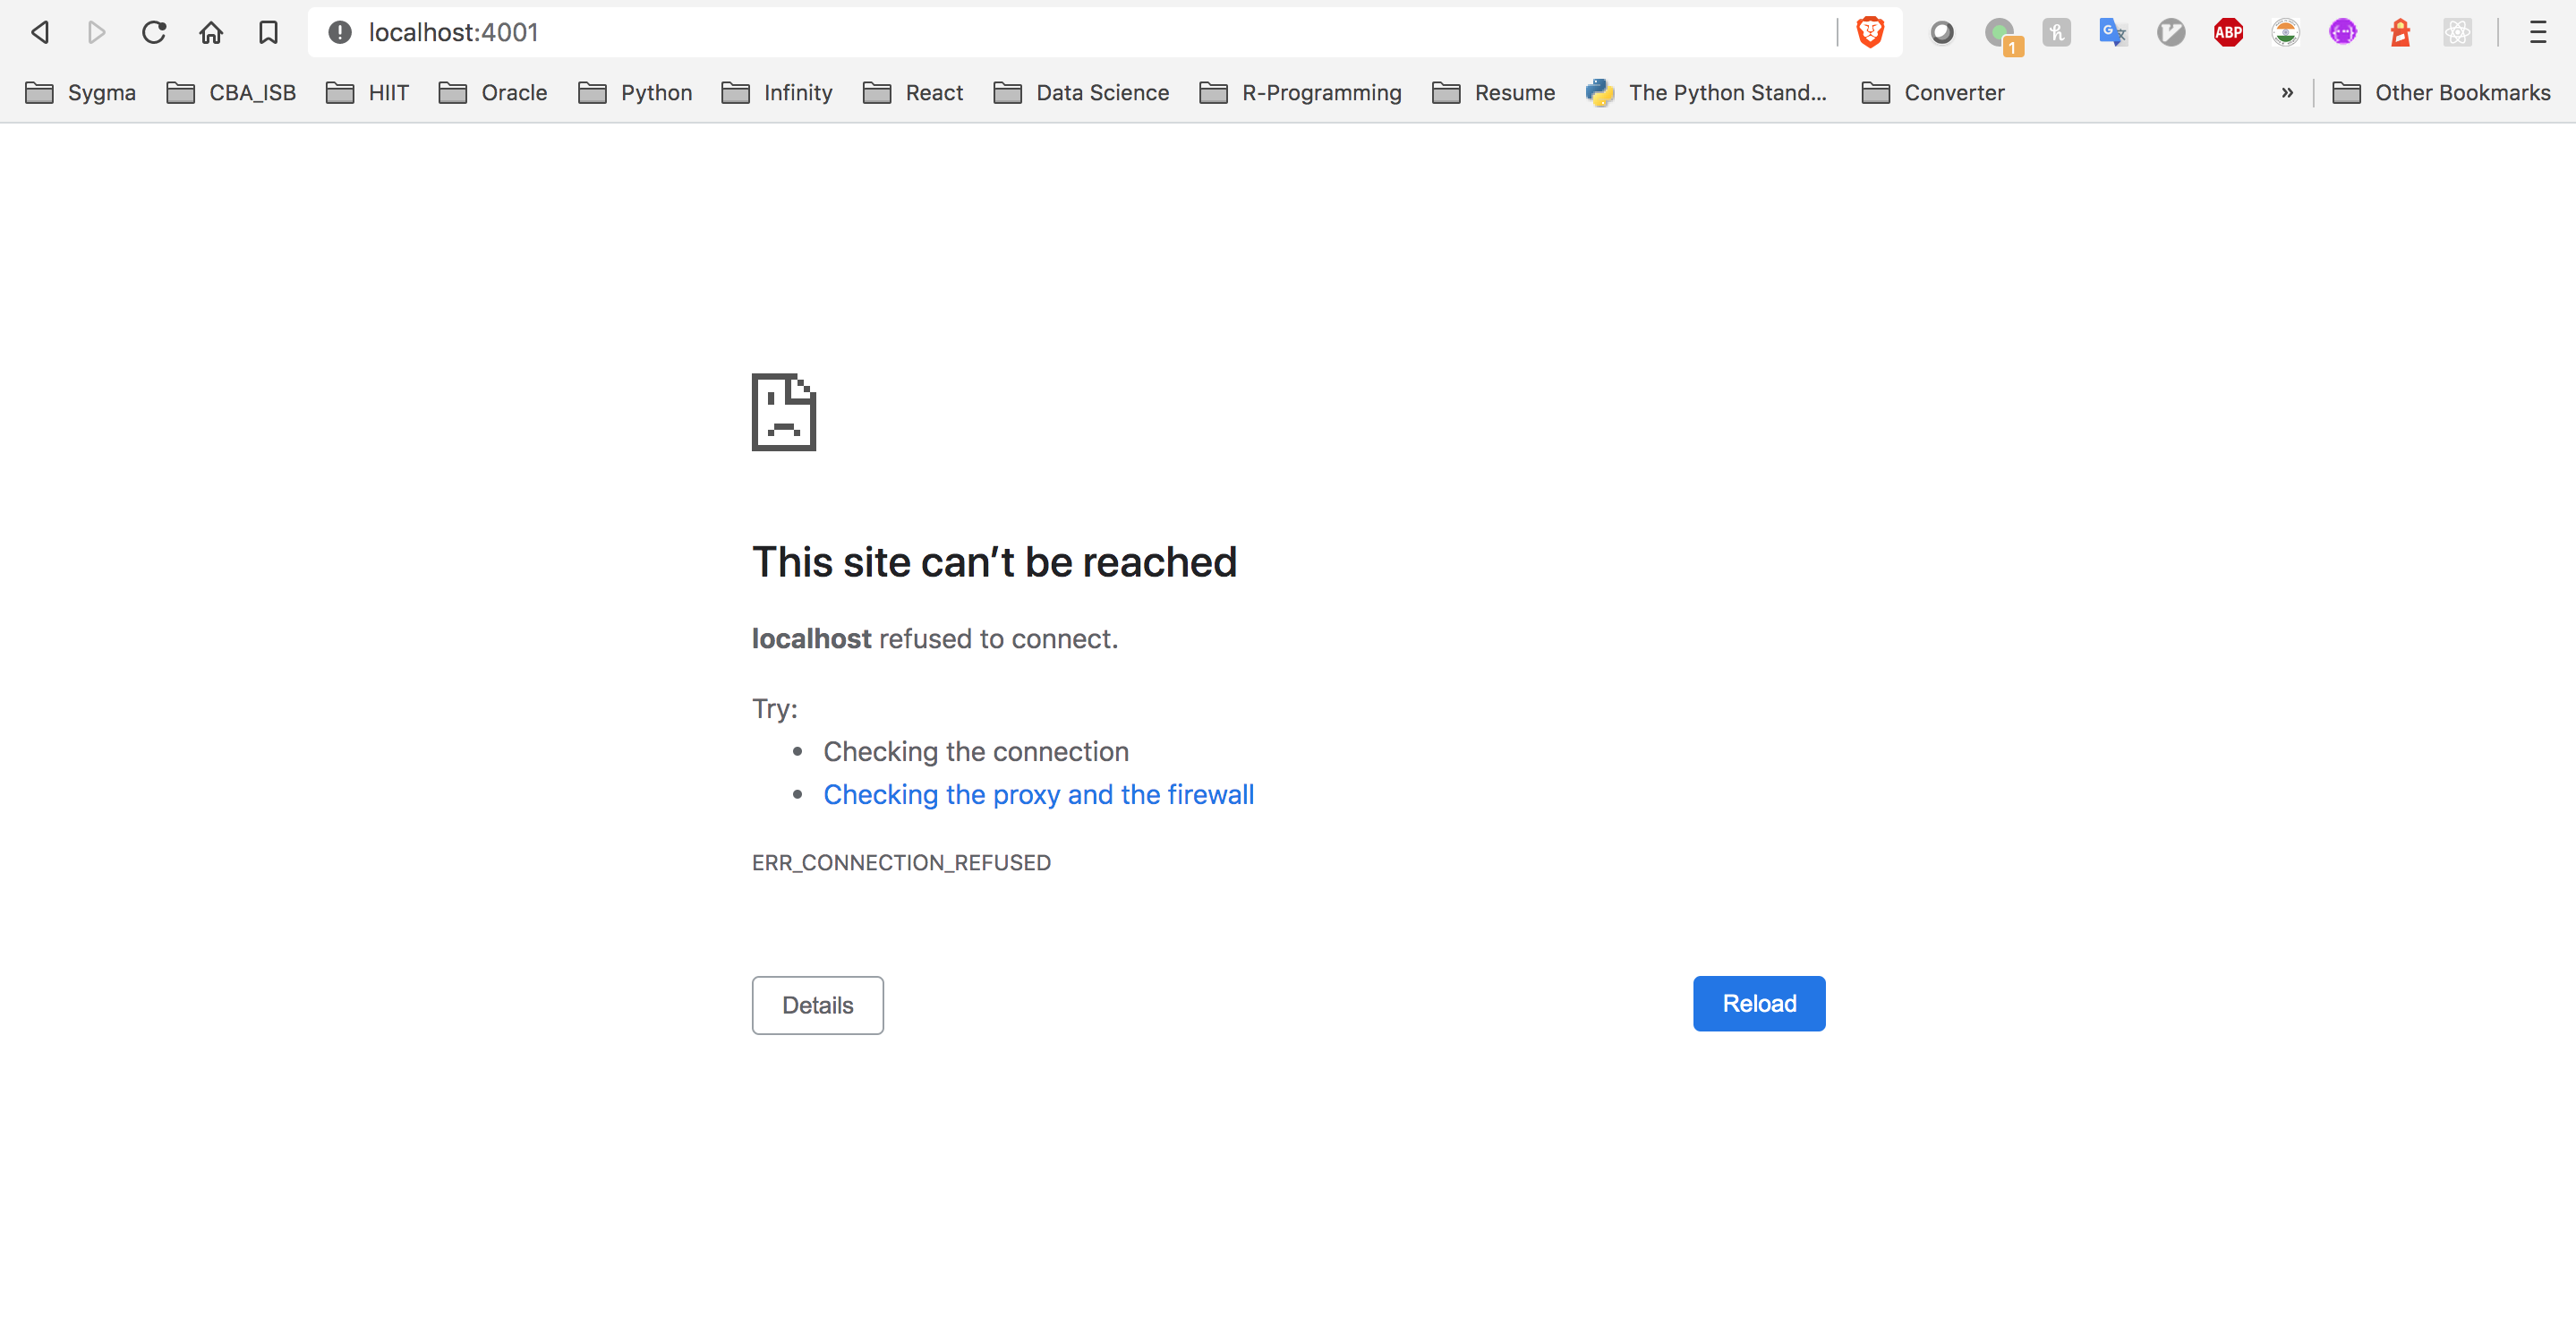 localhost:4001
1
ABP
Sygma CBA_ISB HIIT Oracle Python Infinity React Data Science R-Programming Resume The Python Stand... Converter » Other Bookmarks
This site can’t be reached
localhost refused to connect.
Try:
• Checking the connection
• Checking the proxy and the firewall
ERR_CONNECTION_REFUSED
Details Reload